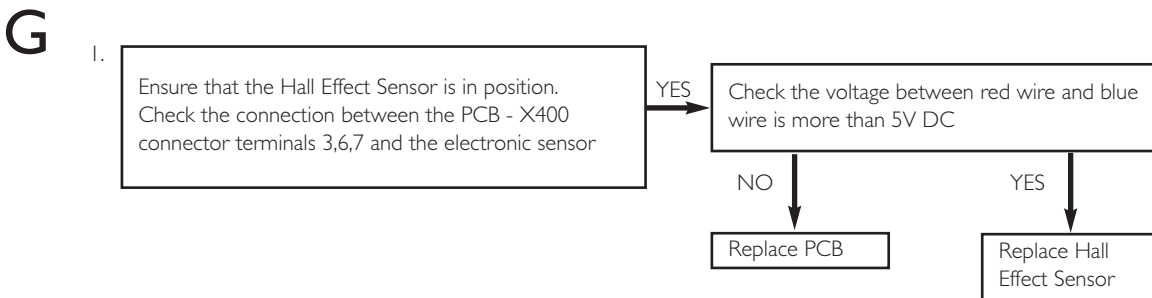 G
1.
Ensure that the Hall Effect Sensor is in position.
Check the connection between the PCB - X400
connector terminals 3,6,7 and the electronic sensor
YES
Check the voltage between red wire and blue
wire is more than 5V DC
NO
YES
Replace PCB
Replace Hall
Effect Sensor